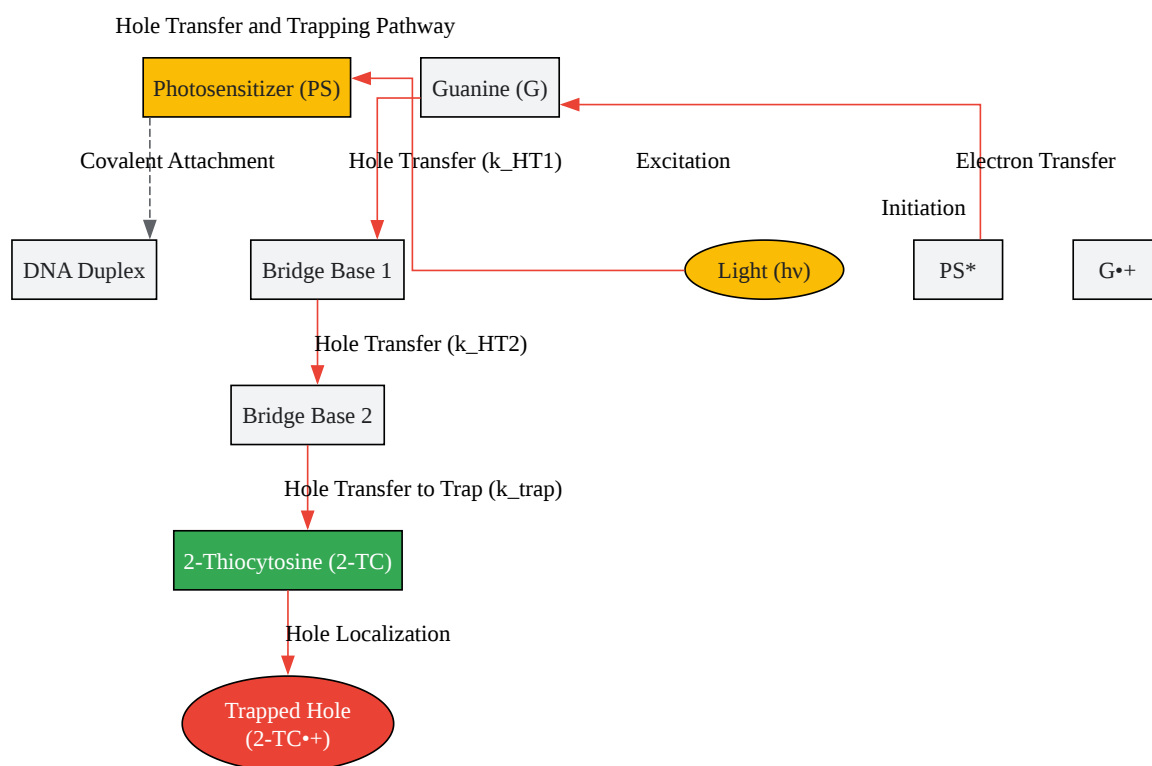 Hole Transfer and Trapping Pathway
Photosensitizer (PS)
Guanine (G)
Covalent Attachment
Hole Transfer (k_HT1)
Excitation
Electron Transfer
Initiation
DNA Duplex
Bridge Base 1
Light (hν)
PS*
G•+
Hole Transfer (k_HT2)
Bridge Base 2
Hole Transfer to Trap (k_trap)
2-Thiocytosine (2-TC)
Hole Localization
Trapped Hole
(2-TC•+)